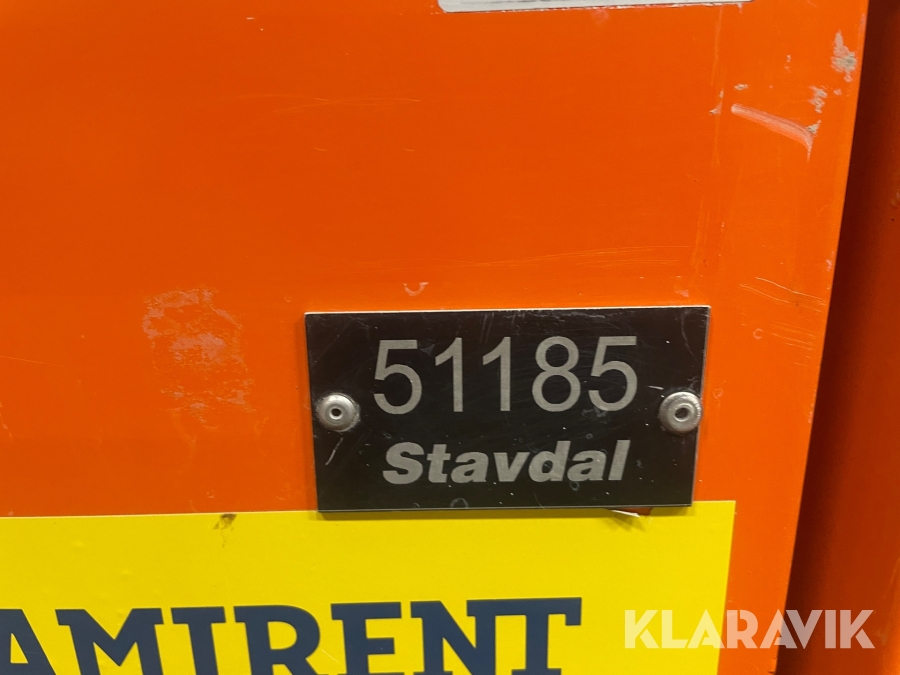 51185
Stavdal
AMIRENT
KLARAVIK